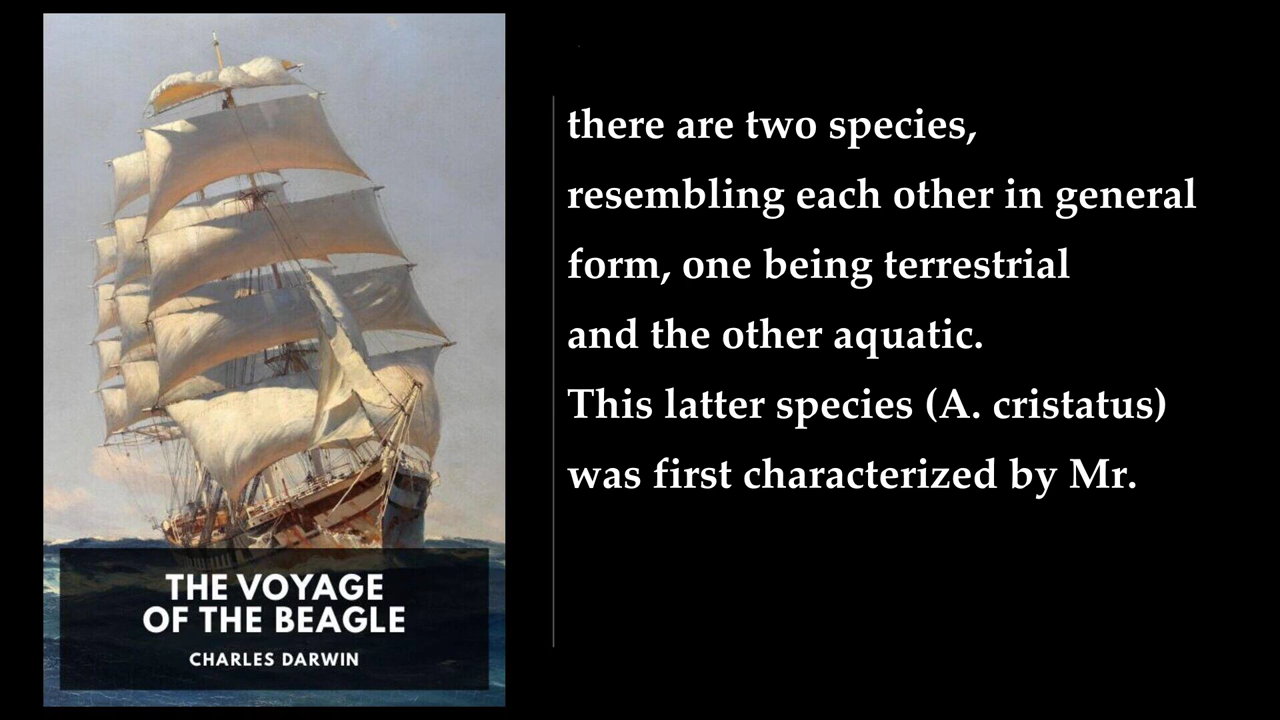 THE VOYAGE
OF THE BEAGLE
CHARLES DARWIN
there are two species,
resembling each other in general
form, one being terrestrial
and the other aquatic.
This latter species (A. cristatus)
was first characterized by Mr.